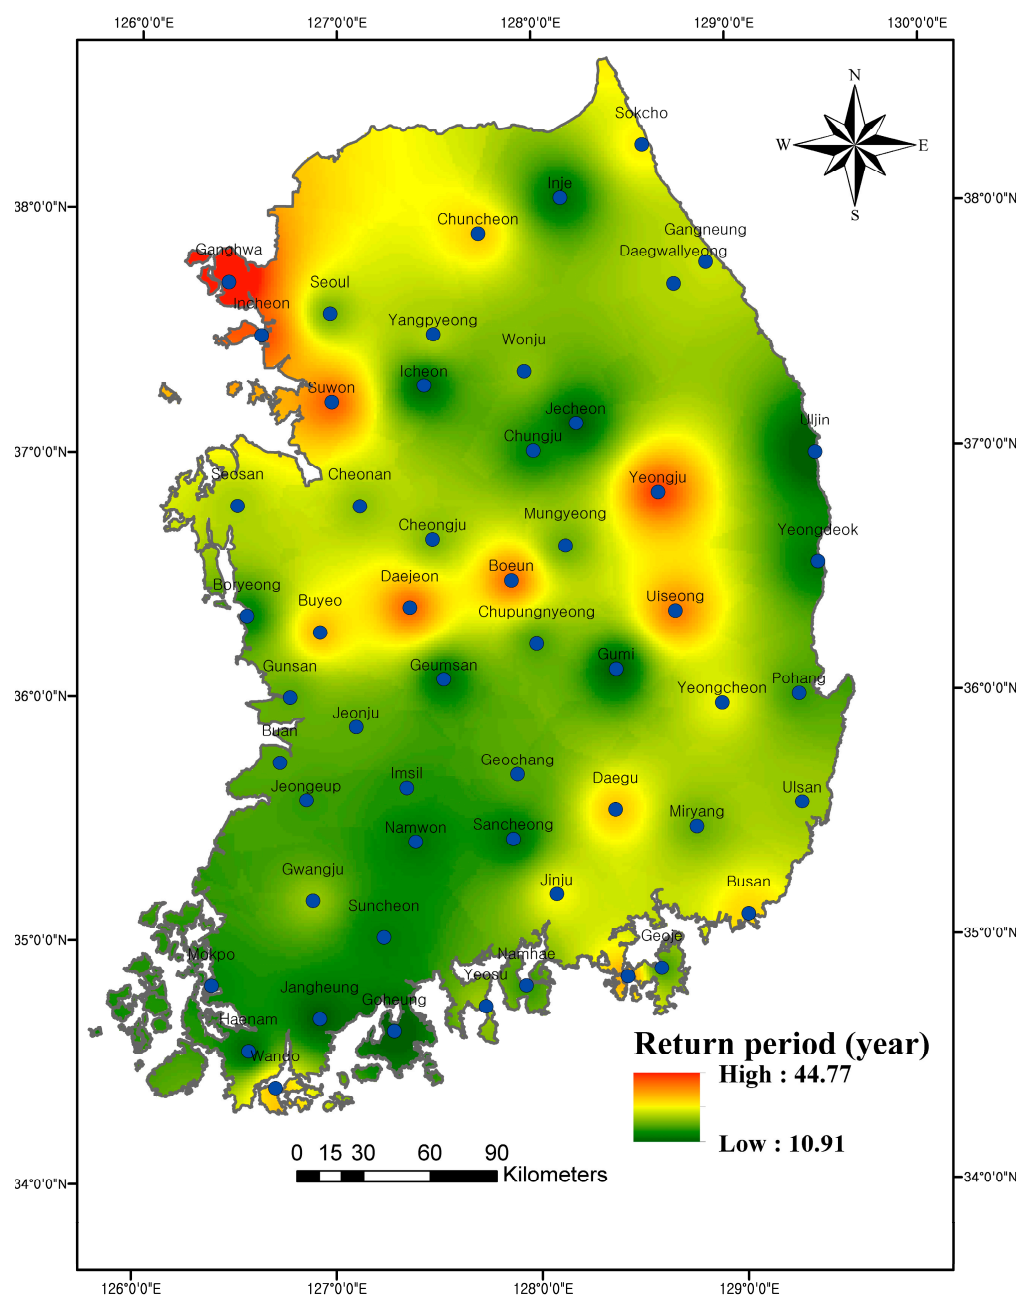 126°0'0"E 127°0'0"E 128°0'0"E 129°0'0"E 130°0'0"E
N
W E
S
Sokcho
Inje
38°0'0"N 38°0'0"N
Chuncheon
Gangneung
Daegwallyeong
Ganghwa
Seoul
Incheon
Yangpyeong
Wonju
Icheon
Suwon
Jecheon
Uljin
Chungju
37°0'0"N 37°0'0"N
Seosan Cheonan Yeongju
Mungyeong
Cheongju
Yeongdeok
Boeun
Daejeon
Boryeong
Buyeo Uiseong
Chupungnyeong
Gunsan Geumsan Gumi
Pohang
Yeongcheon
36°0'0"N 36°0'0"N
Jeonju
Buan
Geochang
Imsil Daegu
Jeongeup Ulsan
Miryang
Namwon Sancheong
Gwangju Jinju Busan
Suncheon
35°0'0"N 35°0'0"N
Geoje
Mokpo Namhae
Yeosu
Jangheung
Goheung
Haenam
Wando
Return period (year)
High : 44.77
Low : 10.91
0 15 30 60 90
Kilometers
34°0'0"N 34°0'0"N
126°0'0"E 127°0'0"E 128°0'0"E 129°0'0"E